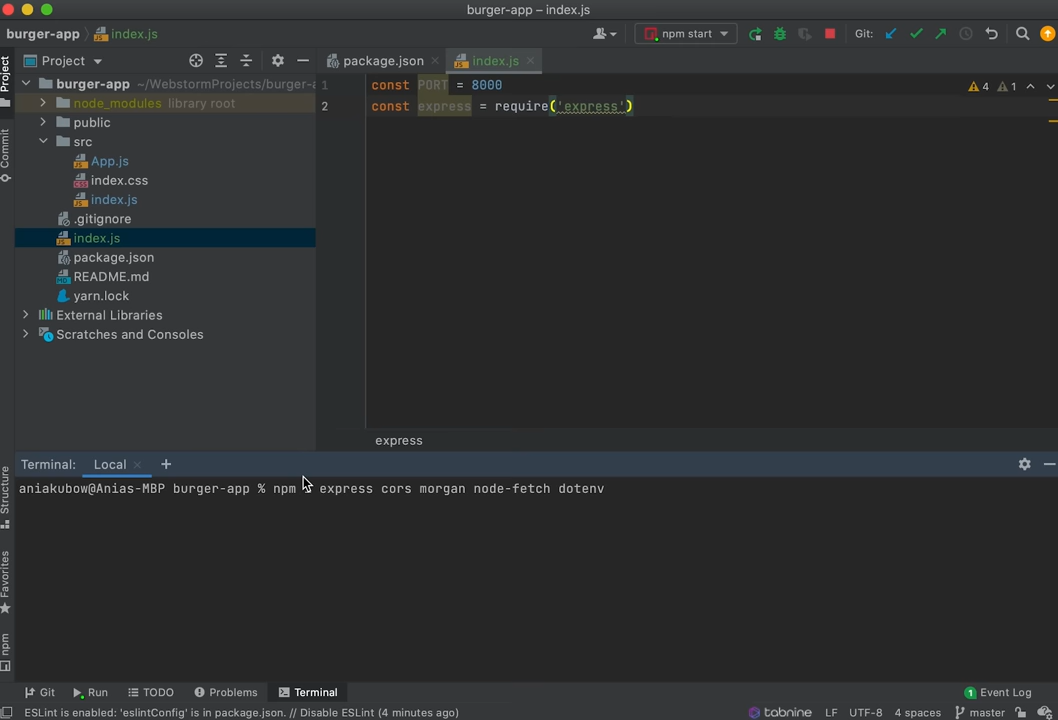 burger-app – index.js
burger-app
index.js
npm start
Git:
Project
burger-app ~/WebstormProjects/burger-a
node_modules library root
public
src
App.js
index.css
index.js
.gitignore
index.js
package.json
README.md
yarn.lock
External Libraries
Scratches and Consoles
package.json
index.js
1 const PORT = 8000
2 const express = require('express')
4 1
express
Project
Commit
Structure
Favorites
npm
Terminal: Local
aniakubow@Anias-MBP burger-app % npm express cors morgan node-fetch dotenv
Git
Run
TODO
Problems
Terminal
1 Event Log
ESLint is enabled: 'eslintConfig' is in package.json. // Disable ESLint (4 minutes ago)
tabnine
LF
UTF-8
4 spaces
master